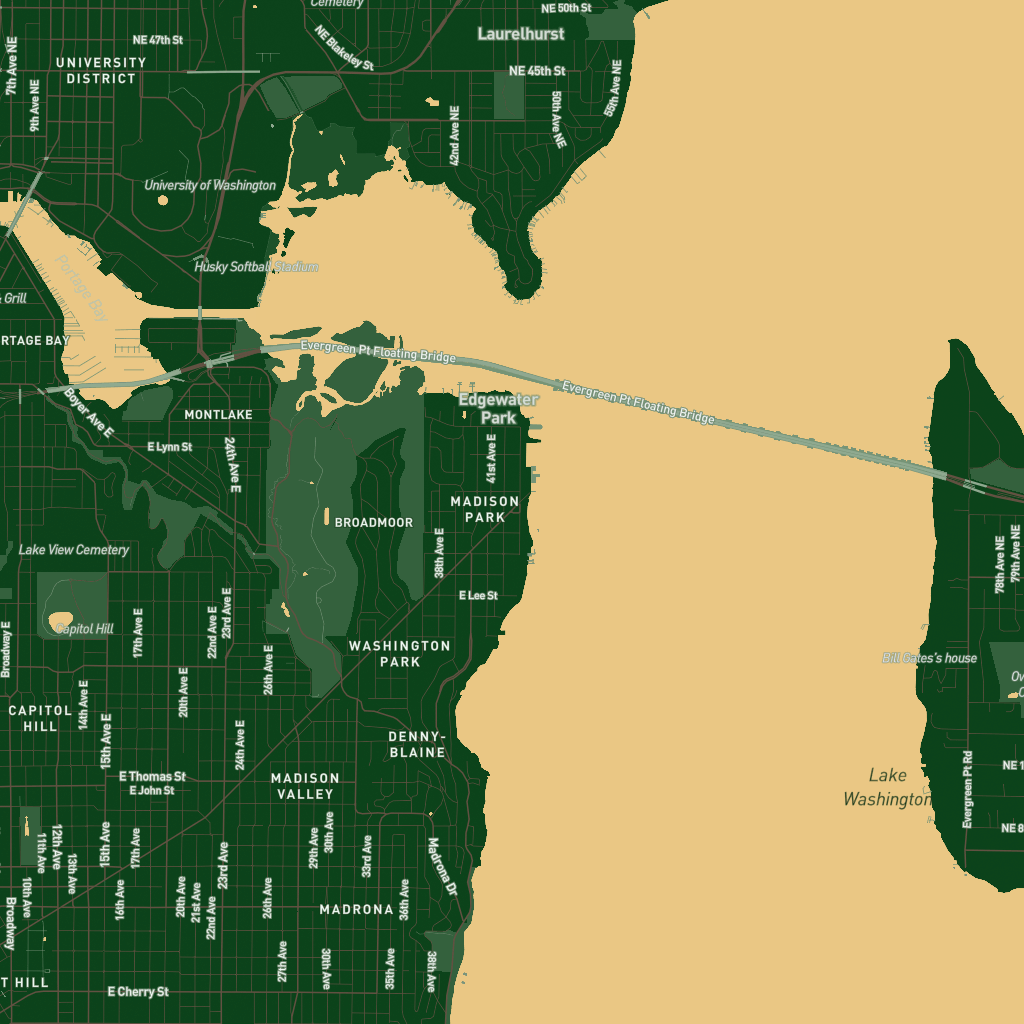 Cemetery
NE 50th St
Laurelhurst
NE 47th St
NE Blakeley St
7th Ave NE
UNIVERSITY
DISTRICT
NE 45th St
55th Ave NE
9th Ave NE
50th Ave NE
42nd Ave NE
University of Washington
Husky Softball Stadium
Portage Bay
Grill
RTAGE BAY
Evergreen Pt Floating Bridge
Evergreen Pt Floating Bridge
Edgewater
Park
Boyer Ave E
MONTLAKE
E Lynn St
24th Ave E
41st Ave E
MADISON
PARK
BROADMOOR
Lake View Cemetery
38th Ave E
78th Ave NE
79th Ave NE
E Lee St
Capitol Hill
Broadway E
17th Ave E
22nd Ave E
23rd Ave E
WASHINGTON
PARK
Bill Gates's house
Ow
C
26th Ave E
20th Ave E
14th Ave E
15th Ave E
CAPITOL
HILL
24th Ave E
DENNY-
BLAINE
E Thomas St
E John St
MADISON
VALLEY
Lake
Washington
Evergreen Pt Rd
NE 1
NE 8
11th Ave
12th Ave
13th Ave
15th Ave
17th Ave
29th Ave
30th Ave
33rd Ave
Madrona Dr
23rd Ave
10th Ave
16th Ave
20th Ave
21st Ave
22nd Ave
26th Ave
36th Ave
MADRONA
Broadway
27th Ave
30th Ave
35th Ave
38th Ave
T HILL
E Cherry St